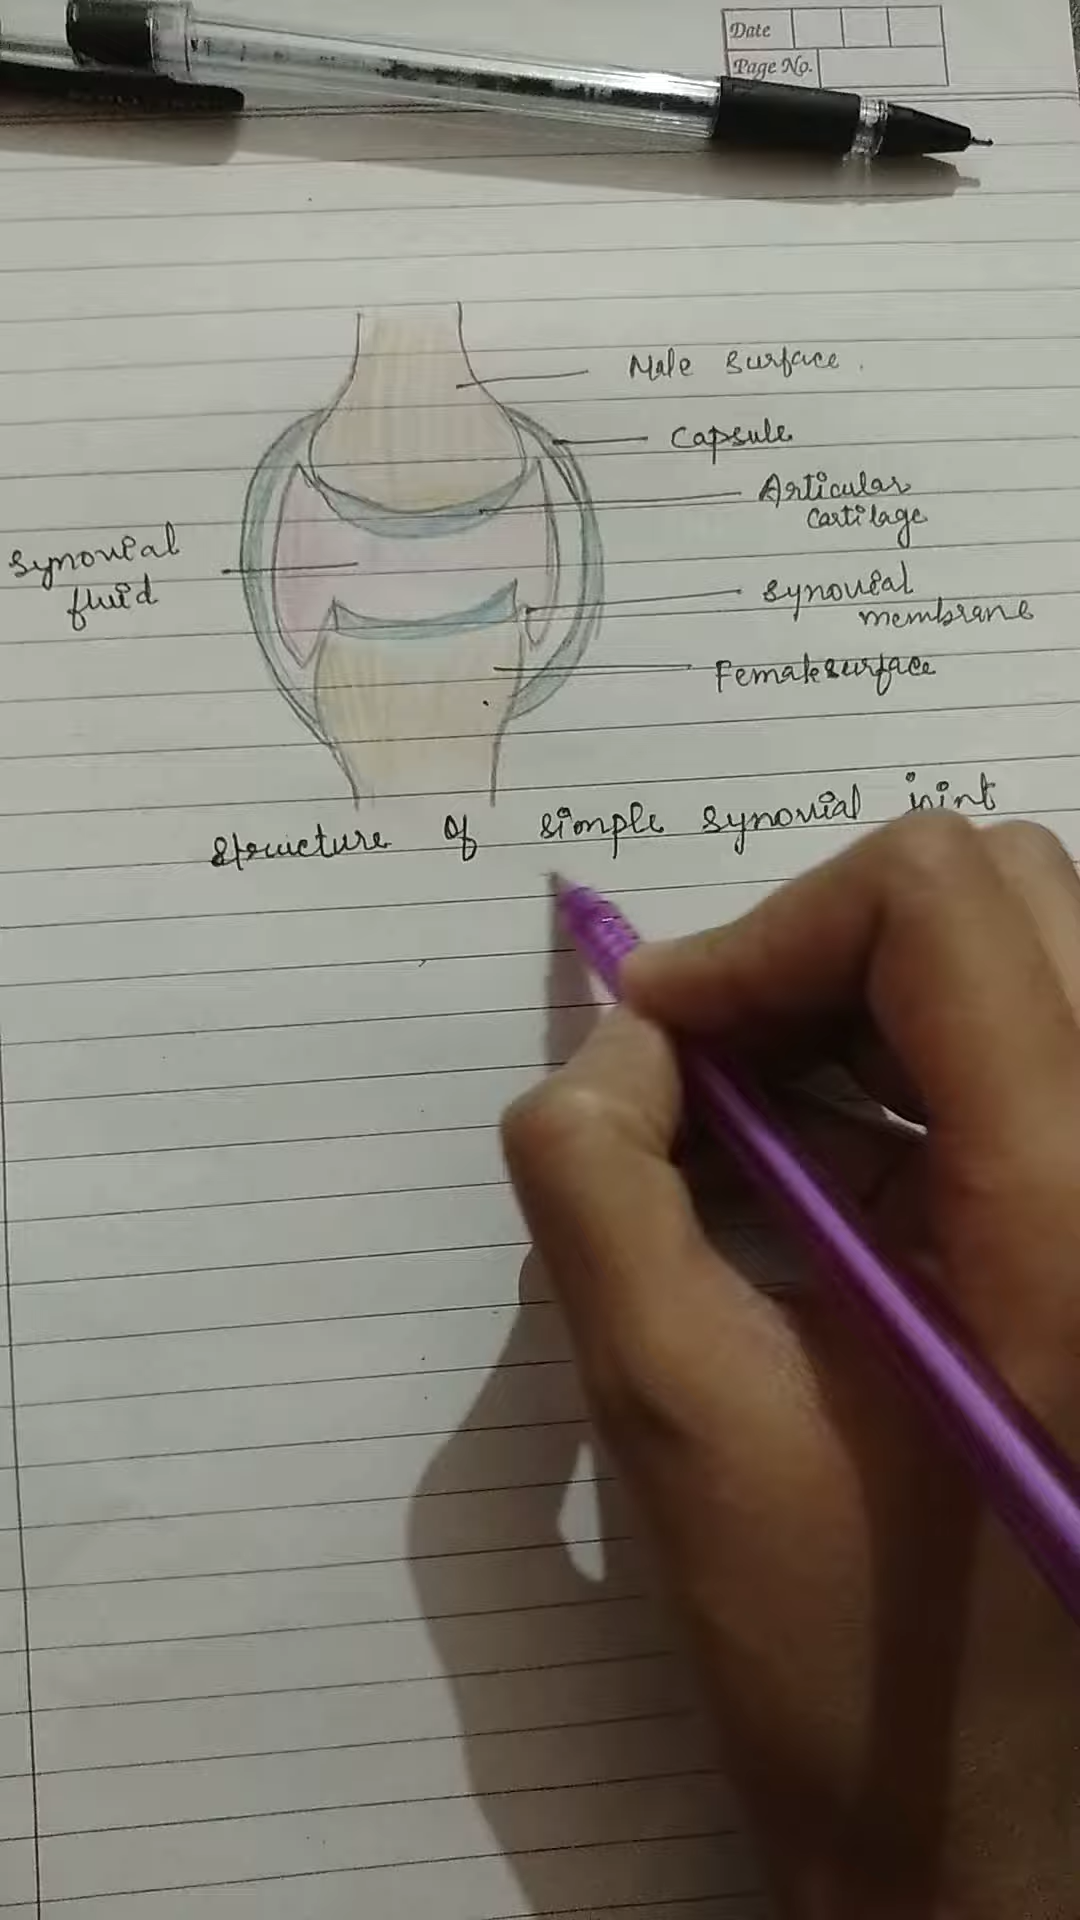 Date
Page No.
Male surface
Capsule
Articular
cartilage
Synovial
fluid
Synovial
membrane
Female surface
Structure of simple synovial joint